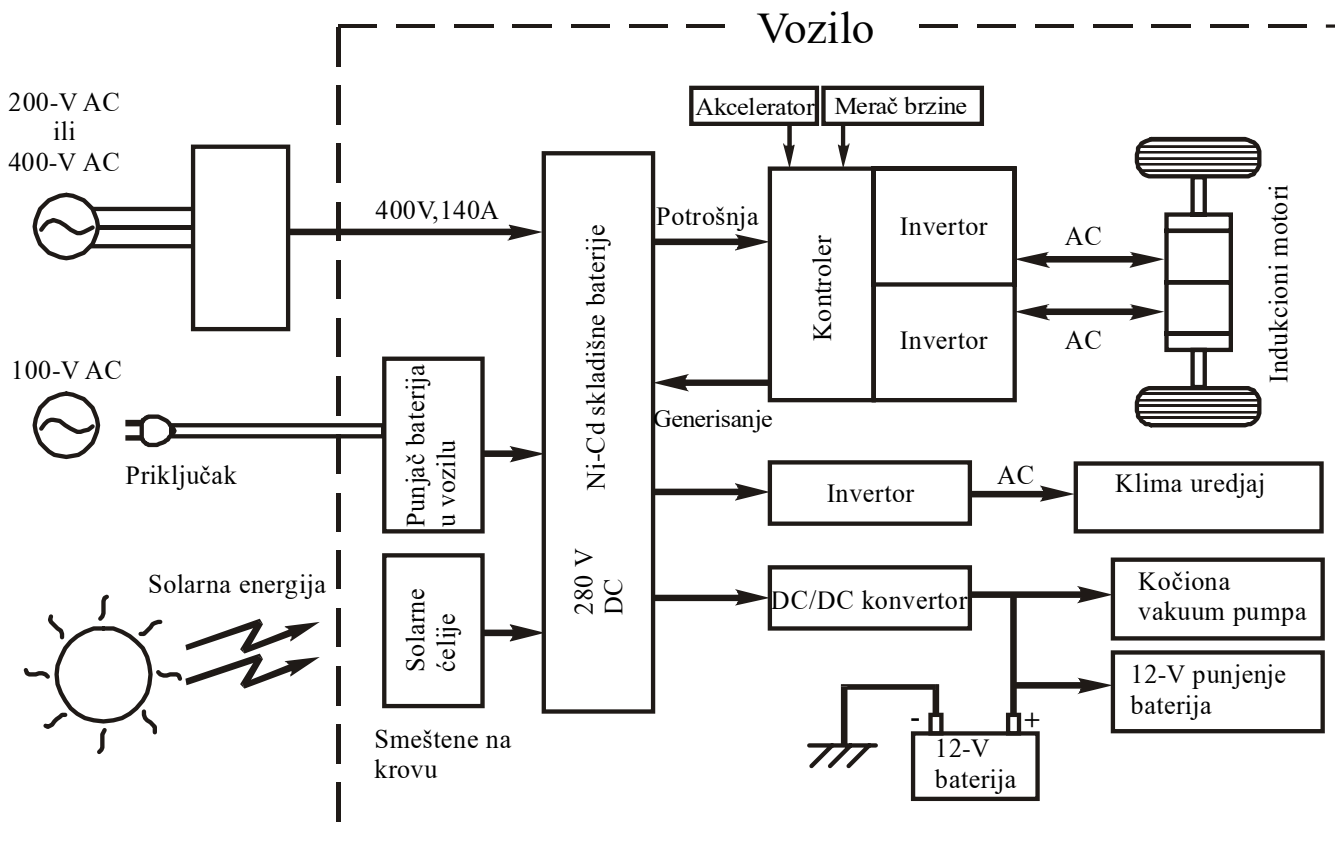 Vozilo
200-V AC
ili
400-V AC
Akcelerator
Merač brzine
400V,140A
Potrošnja
Ni-Cd skladišne baterije
280 V
DC
Kontroler
Invertor
Invertor
AC
AC
Indukcioni motori
Generisanje
100-V AC
Priključak
Punjač baterija
u vozilu
Invertor
AC
Klima uredjaj
Solarna energija
Solarne
ćelije
Smeštene na
krovu
DC/DC konvertor
Kočiona
vakuum pumpa
12-V punjenje
baterija
-
+
12-V
baterija